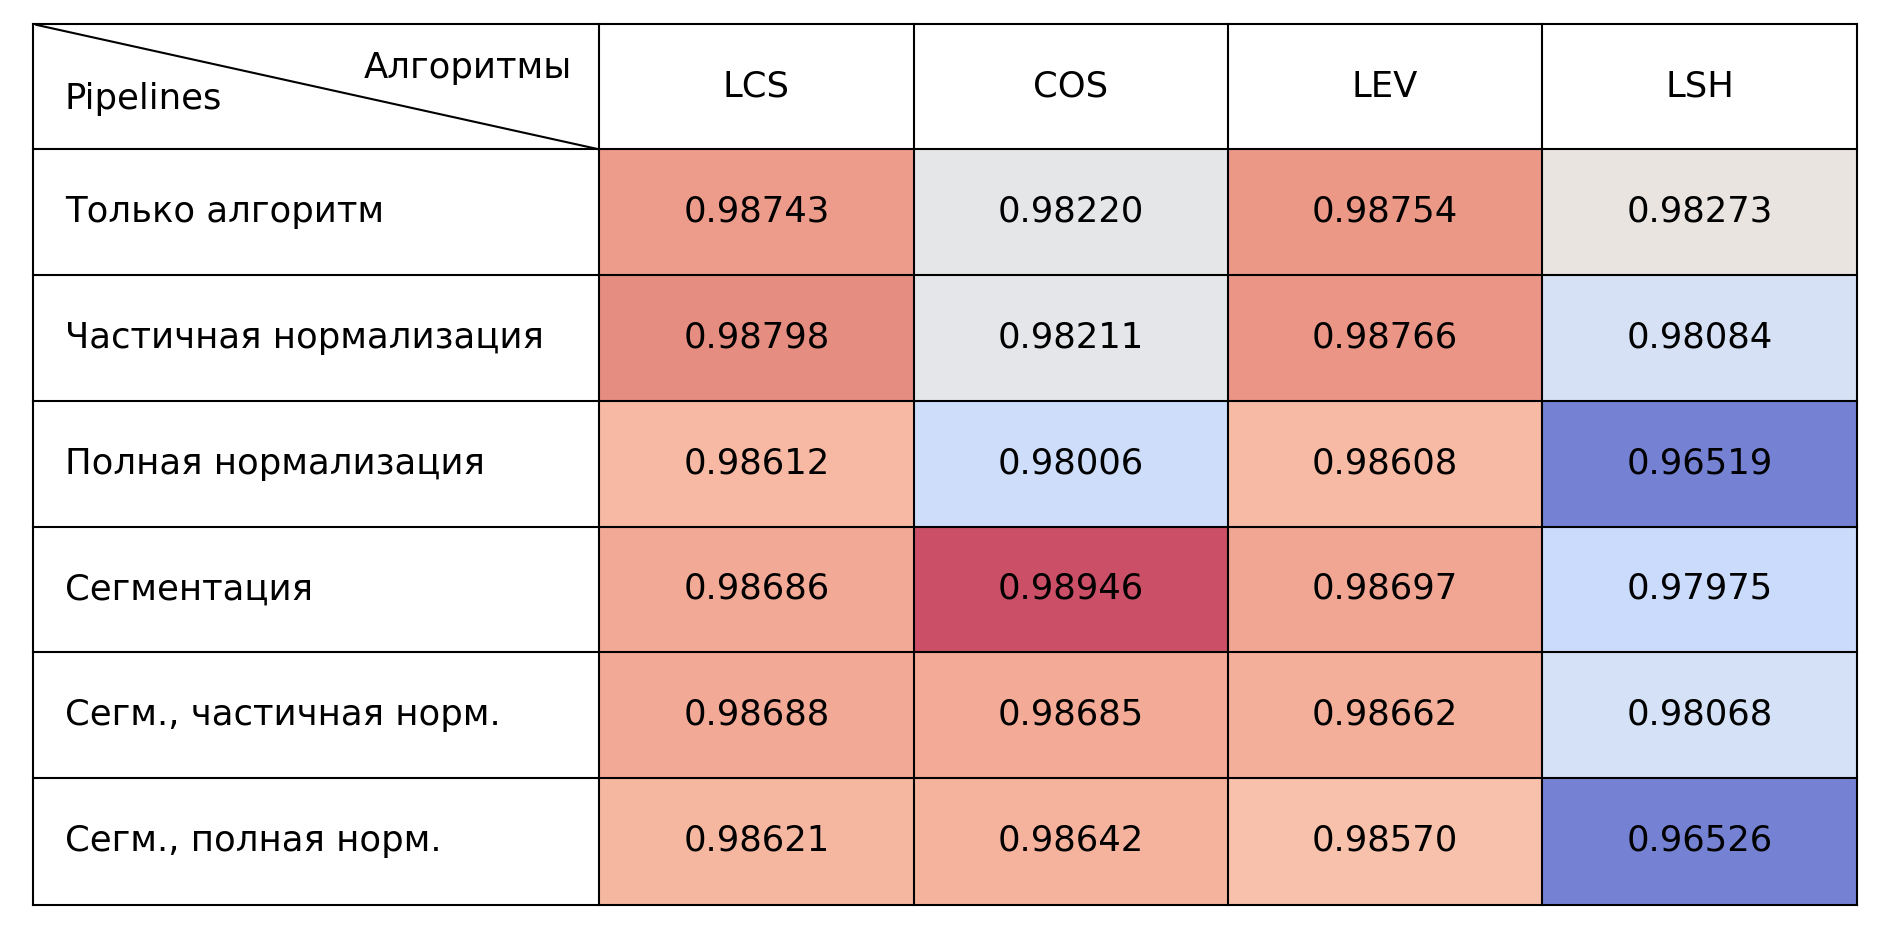 Алгоритмы
Pipelines
LCS COS LEV LSH
Только алгоритм 0.98743 0.98220 0.98754 0.98273
Частичная нормализация 0.98798 0.98211 0.98766 0.98084
Полная нормализация 0.98612 0.98006 0.98608 0.96519
Сегментация 0.98686 0.98946 0.98697 0.97975
Сегм., частичная норм. 0.98688 0.98685 0.98662 0.98068
Сегм., полная норм. 0.98621 0.98642 0.98570 0.96526